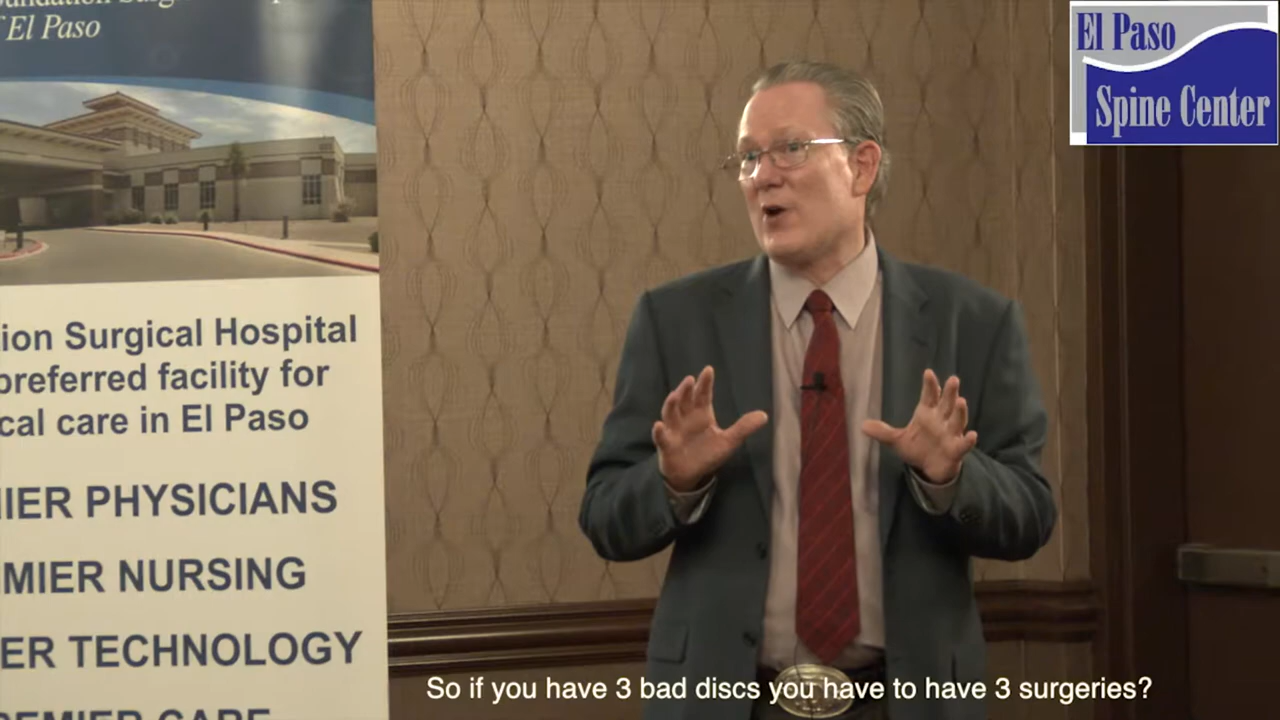 El Paso
El Paso
Spine Center
ion Surgical Hospital
preferred facility for
cal care in El Paso
IER PHYSICIANS
MIER NURSING
ER TECHNOLOGY
So if you have 3 bad discs you have to have 3 surgeries?